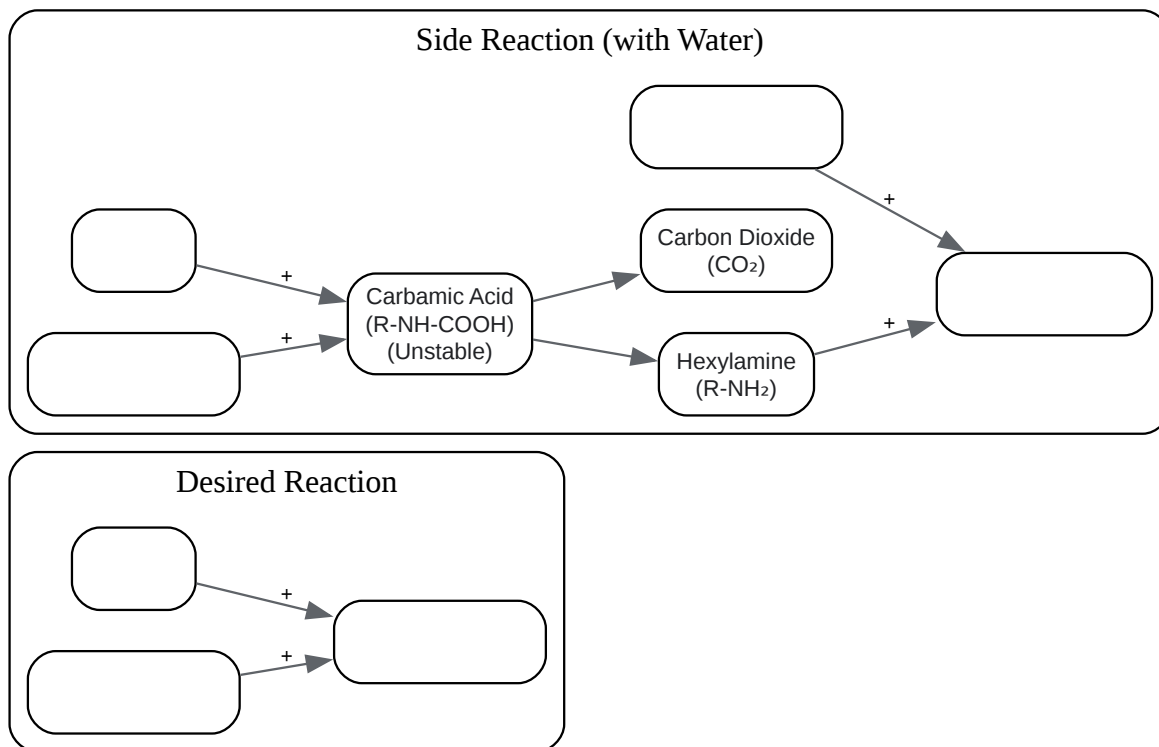 Side Reaction (with Water)
+
+
Carbon Dioxide
(CO₂)
+
Carbamic Acid
(R-NH-COOH)
(Unstable)
+
Hexylamine
(R-NH₂)
+
Desired Reaction
+
+